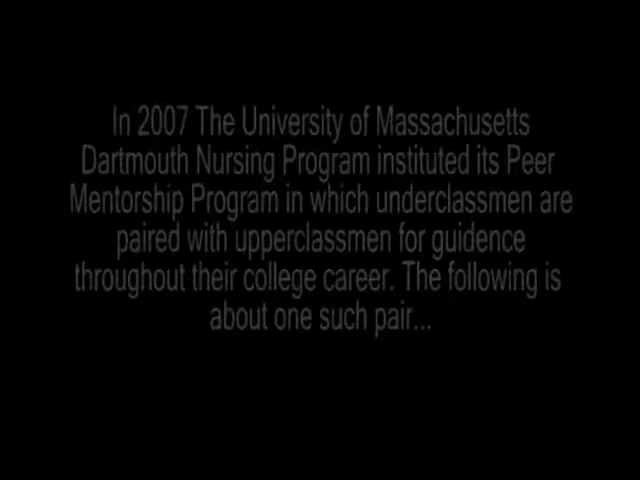 In 2007 The University of Massachusetts
Dartmouth Nursing Program instituted its Peer
Mentorship Program in which underclassmen are
paired with upperclassmen for guidence
throughout their college career. The following is
about one such pair...